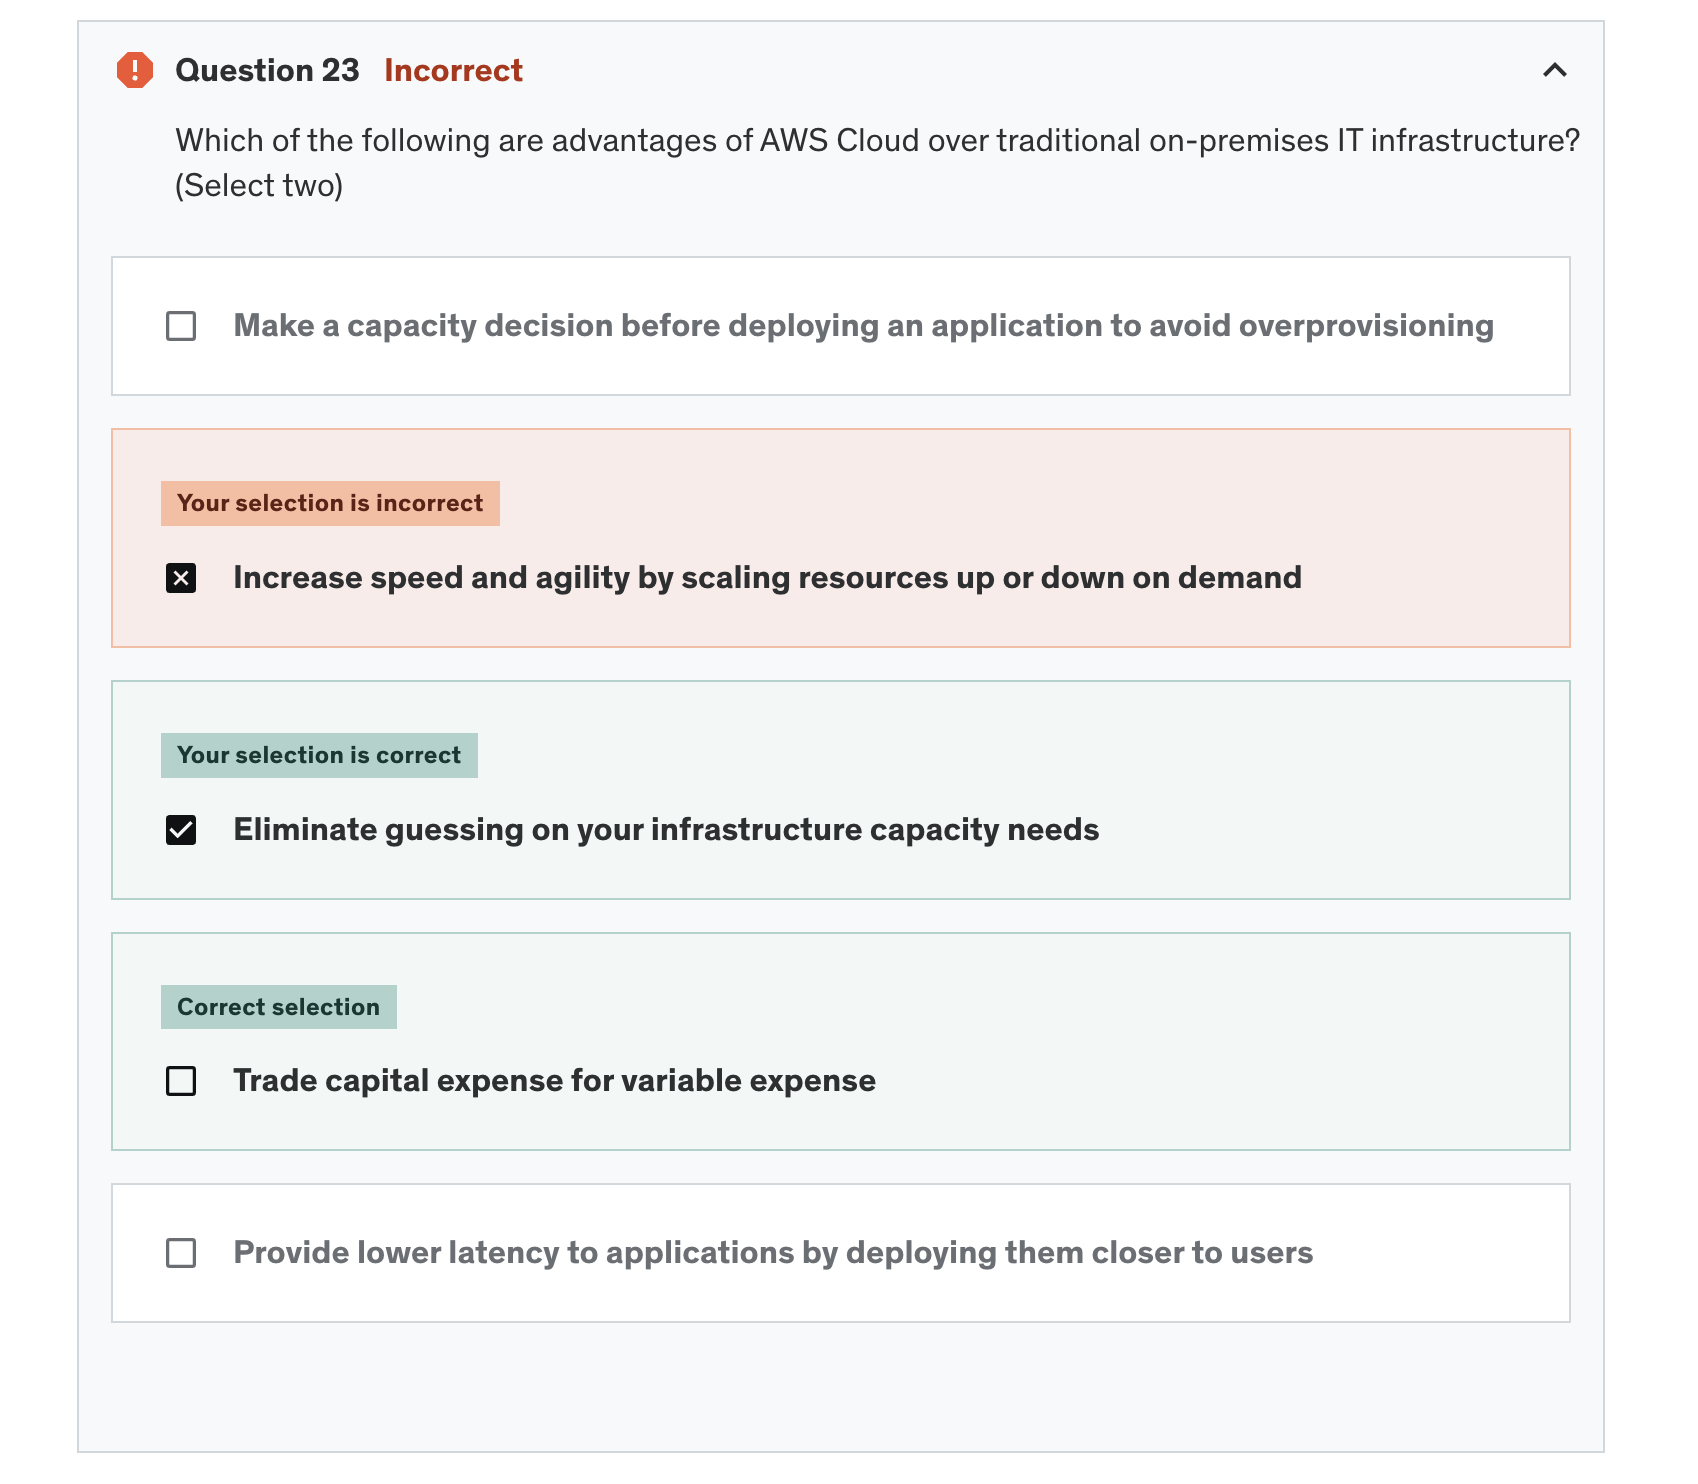 Question 23 Incorrect
Which of the following are advantages of AWS Cloud over traditional on-premises IT infrastructure?
(Select two)
Make a capacity decision before deploying an application to avoid overprovisioning
Your selection is incorrect
Increase speed and agility by scaling resources up or down on demand
Your selection is correct
Eliminate guessing on your infrastructure capacity needs
Correct selection
Trade capital expense for variable expense
Provide lower latency to applications by deploying them closer to users